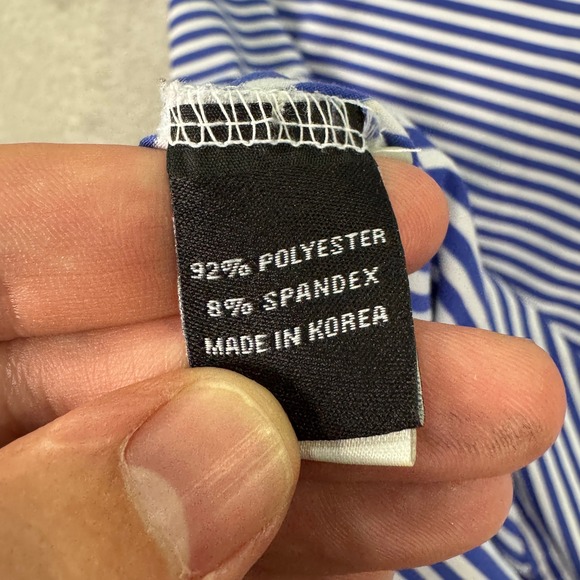 92% POLYESTER
8% SPANDEX
MADE IN KOREA